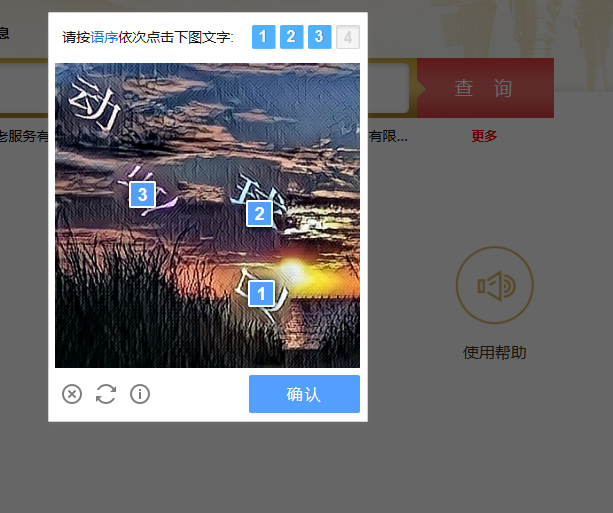 息
请按语序依次点击下图文字: 1 2 3 4
查 询
老服务有
有限...
更多
动
3
2
1
使用帮助
确认